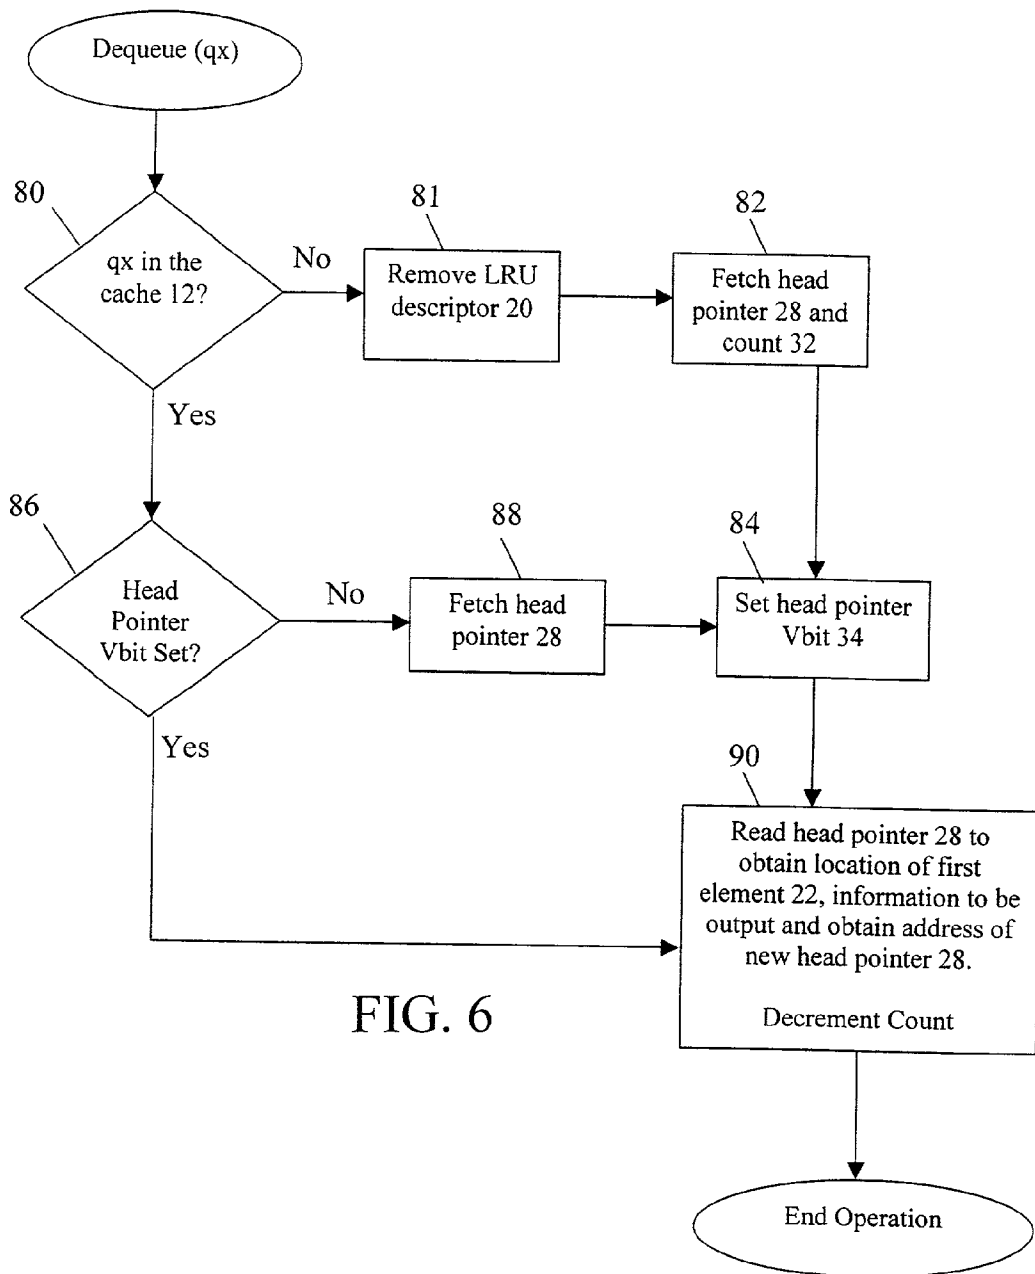 Dequeue (qx)
80
qx in the
cache 12?
No
81
Remove LRU
descriptor 20
82
Fetch head
pointer 28 and
count 32
Yes
86
Head
Pointer
Vbit Set?
No
88
Fetch head
pointer 28
84
Set head pointer
Vbit 34
Yes
90
Read head pointer 28 to
obtain location of first
element 22, information to be
output and obtain address of
new head pointer 28.
Decrement Count
FIG. 6
End Operation